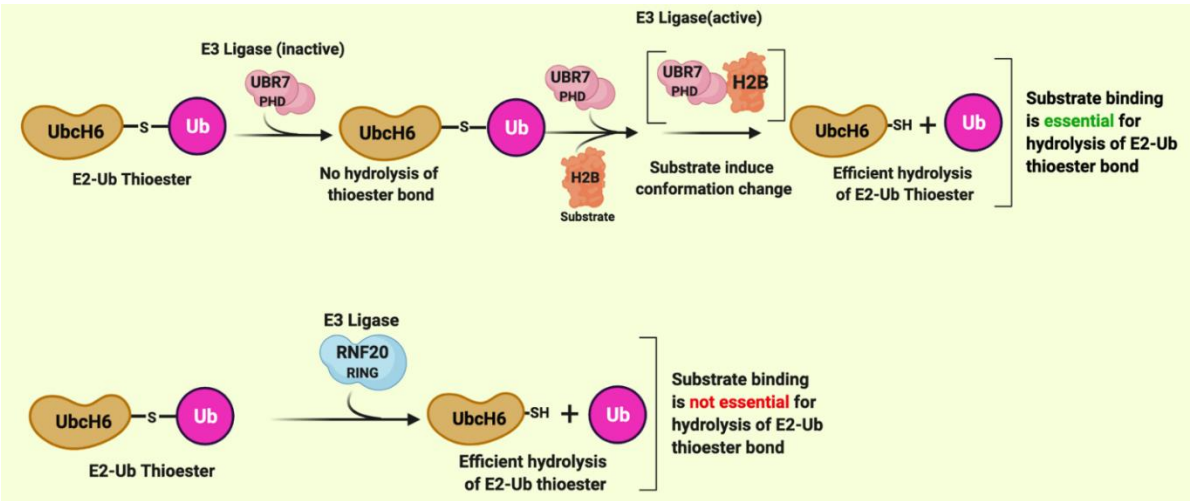 E3 Ligase (inactive)
UBR7
PHD
UbcH6
S
Ub
E2-Ub Thioester
UbcH6
S
Ub
No hydrolysis of
thioester bond
UBR7
PHD
H2B
Substrate
E3 Ligase(active)
UBR7
PHD
H2B
Substrate induce
conformation change
UbcH6
-SH
+
Ub
Efficient hydrolysis
of E2-Ub Thioester
Substrate binding
is essential for
hydrolysis of E2-Ub
thioester bond
E3 Ligase
RNF20
RING
UbcH6
S
Ub
E2-Ub Thioester
UbcH6
-SH
+
Ub
Efficient hydrolysis
of E2-Ub thioester
Substrate binding
is not essential for
hydrolysis of E2-Ub
thioester bond